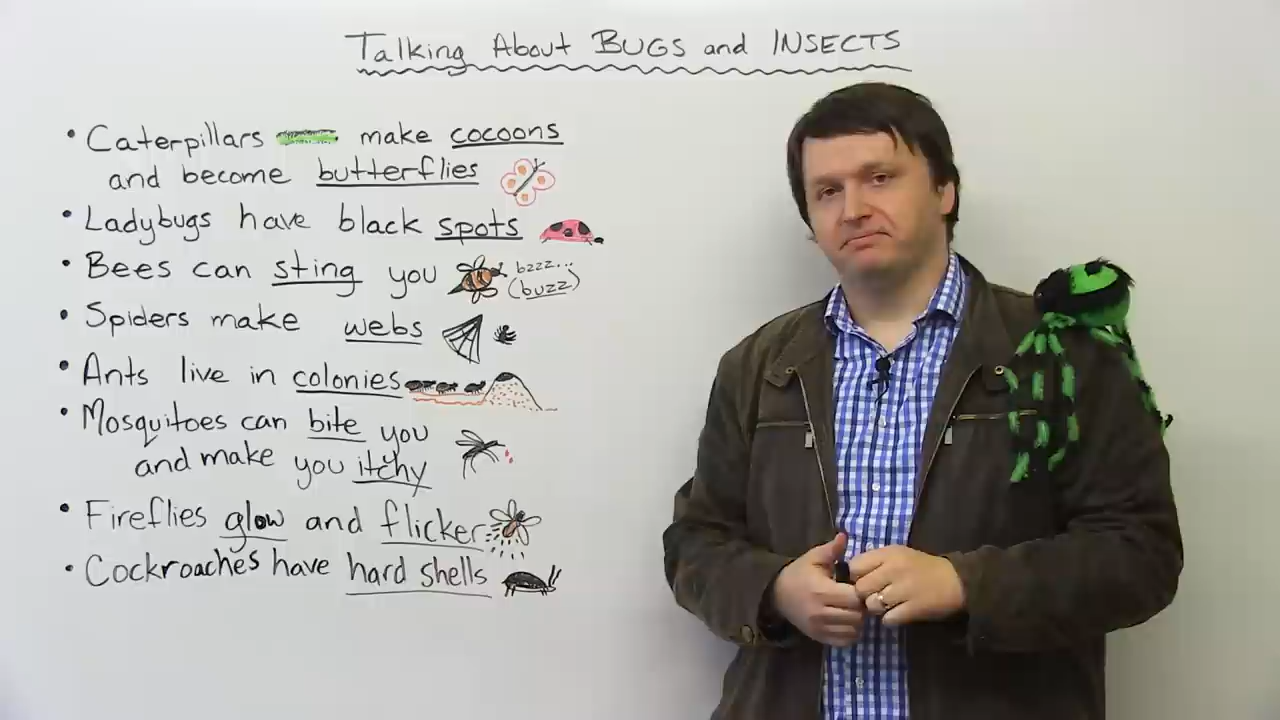 Talking About BUGS and INSECTS
• Caterpillars make cocoons
and become butterflies
• Ladybugs have black spots
• Bees can sting you bzzz...
(buzz)
• Spiders make webs
• Ants live in colonies
• Mosquitoes can bite you
and make you itchy
• Fireflies glow and flicker
• Cockroaches have hard shells